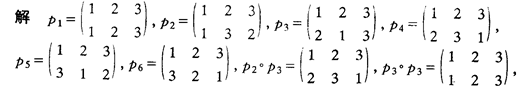 解 p₁ = (1 2 3 / 1 2 3), p₂ = (1 2 3 / 1 3 2), p₃ = (1 2 3 / 2 1 3), p₄ = (1 2 3 / 2 3 1),
p₅ = (1 2 3 / 3 1 2), p₆ = (1 2 3 / 3 2 1), p₂∘p₃ = (1 2 3 / 2 3 1), p₃∘p₃ = (1 2 3 / 1 2 3),